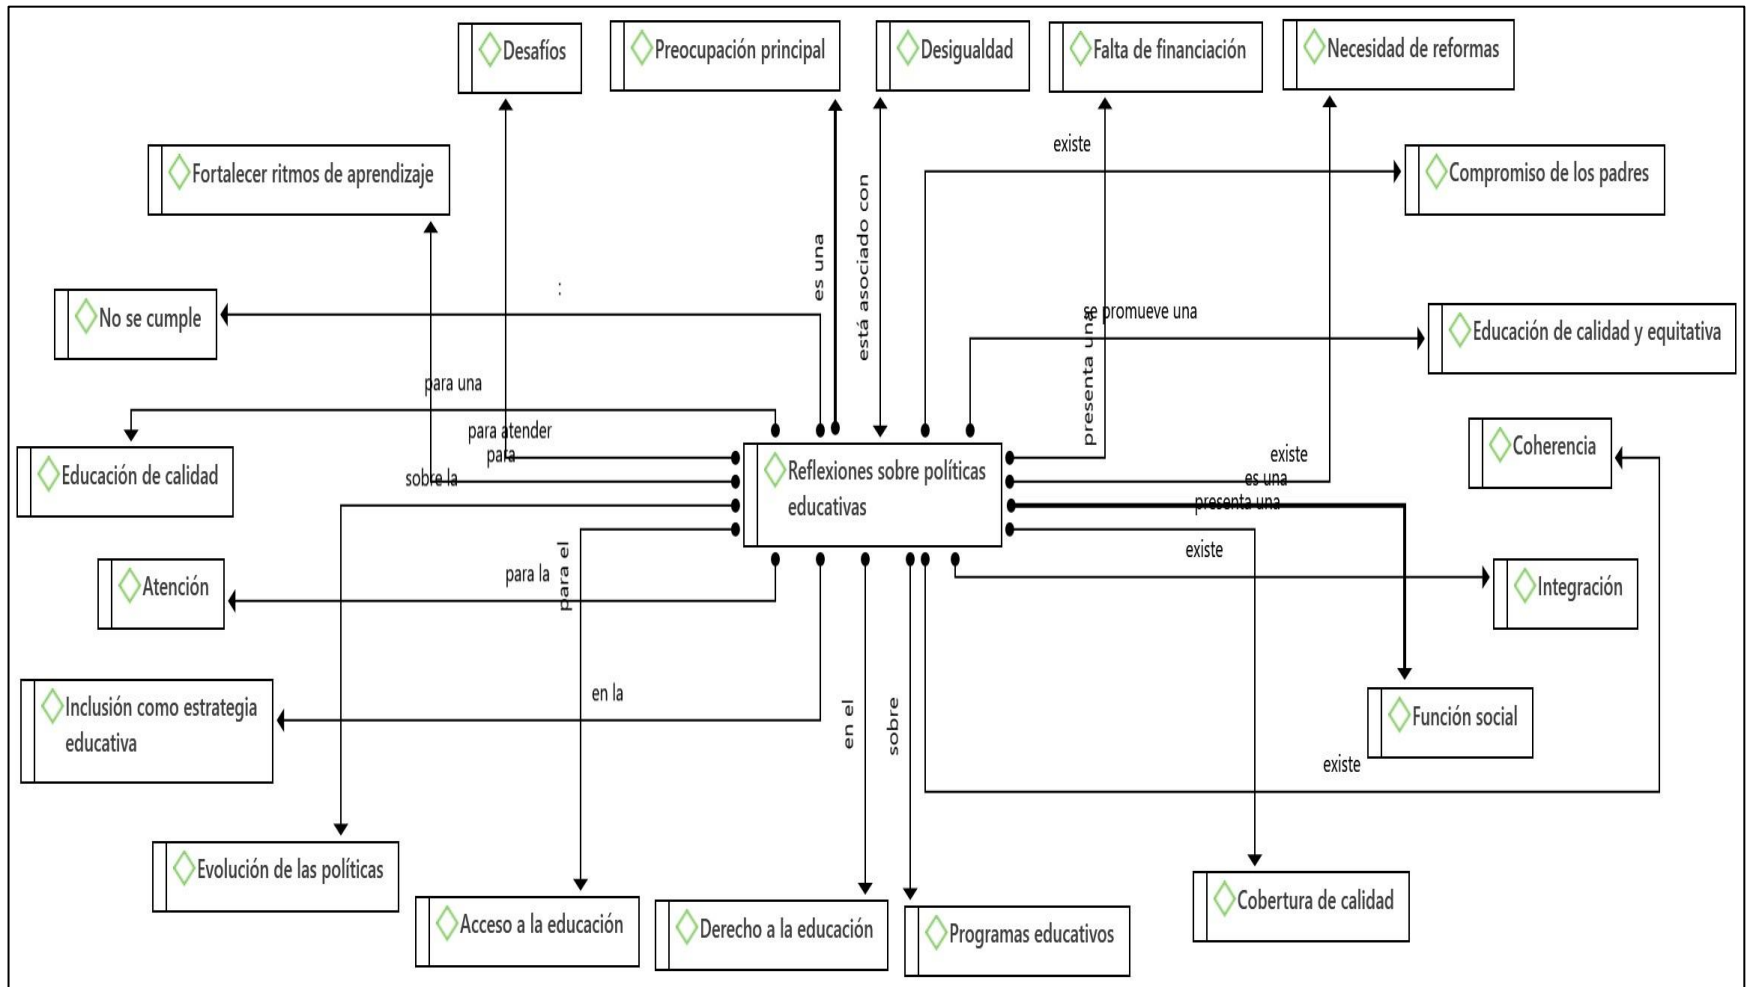 Desafíos
Preocupación principal
Desigualdad
Falta de financiación
Necesidad de reformas
existe
Fortalecer ritmos de aprendizaje
Compromiso de los padres
es una
está asociado con
:
No se cumple
se promueve una
presenta una
Educación de calidad y equitativa
para una
para atender
para
sobre la
Educación de calidad
Reflexiones sobre políticas
educativas
existe
es una
presenta una
Coherencia
existe
para la
para el
Atención
Integración
Inclusión como estrategia
educativa
en la
en el
sobre
Función social
existe
Evolución de las políticas
Acceso a la educación
Derecho a la educación
Programas educativos
Cobertura de calidad